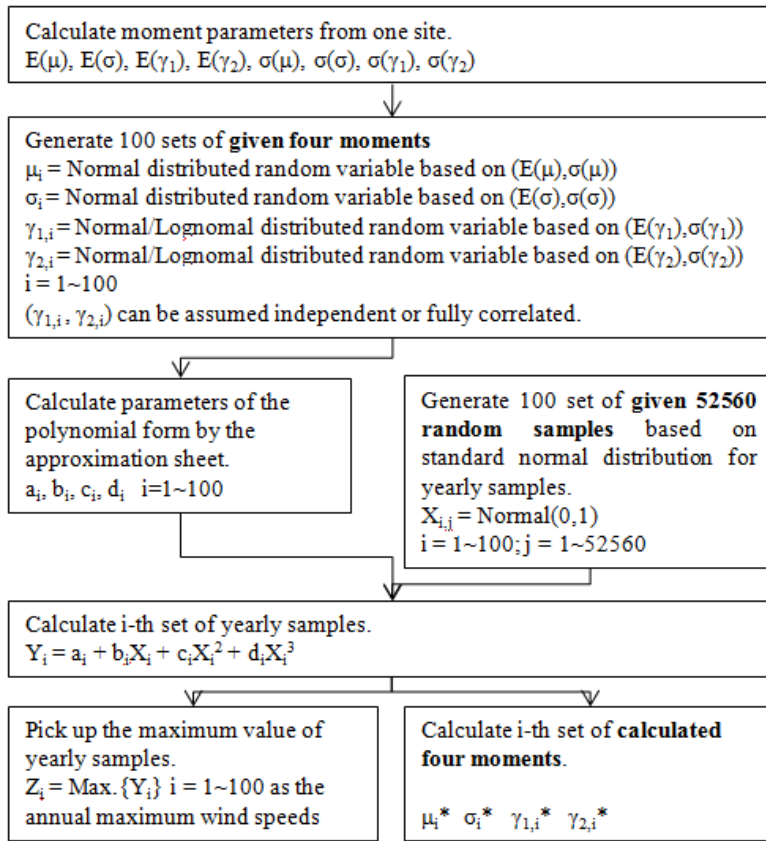 Calculate moment parameters from one site.
E(μ), E(σ), E(γ₁), E(γ₂), σ(μ), σ(σ), σ(γ₁), σ(γ₂)
Generate 100 sets of given four moments
μᵢ = Normal distributed random variable based on (E(μ),σ(μ))
σᵢ = Normal distributed random variable based on (E(σ),σ(σ))
γ₁,ᵢ = Normal/Lognomal distributed random variable based on (E(γ₁),σ(γ₁))
γ₂,ᵢ = Normal/Lognomal distributed random variable based on (E(γ₂),σ(γ₂))
i = 1~100
(γ₁,ᵢ , γ₂,ᵢ) can be assumed independent or fully correlated.
Calculate parameters of the
polynomial form by the
approximation sheet.
aᵢ, bᵢ, cᵢ, dᵢ i=1~100
Generate 100 set of given 52560
random samples based on
standard normal distribution for
yearly samples.
Xᵢ,ⱼ = Normal(0,1)
i = 1~100; j = 1~52560
Calculate i-th set of yearly samples.
Yᵢ = aᵢ + bᵢXᵢ + cᵢXᵢ² + dᵢXᵢ³
Pick up the maximum value of
yearly samples.
Zᵢ = Max.{Yᵢ} i = 1~100 as the
annual maximum wind speeds
Calculate i-th set of calculated
four moments.
μᵢ* σᵢ* γ₁,ᵢ* γ₂,ᵢ*